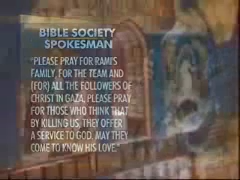 BIBLE SOCIETY
SPOKESMAN
"PLEASE PRAY FOR RAMI'S
FAMILY, FOR THE TEAM AND
(FOR) ALL THE FOLLOWERS OF
CHRIST IN GAZA, PLEASE PRAY
FOR THOSE WHO THINK THAT
BY KILLING US, THEY OFFER
A SERVICE TO GOD. MAY THEY
COME TO KNOW HIS LOVE."